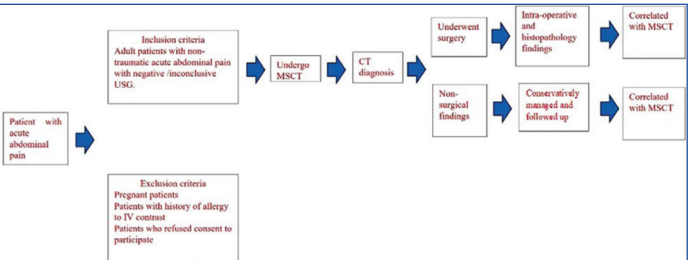 Patient with
acute
abdominal
pain
Inclusion criteria
Adult patients with non-
traumatic acute abdominal pain
with negative /inconclusive
USG.
Exclusion criteria
Pregnant patients
Patients with history of allergy
to IV contrast
Patients who refused consent to
participate
Undergo
MSCT
CT
diagnosis
Underwent
surgery
Intra-operative
and
histopathology
findings
Correlated
with MSCT
Non-
surgical
findings
Conservatively
managed and
followed up
Correlated
with MSCT